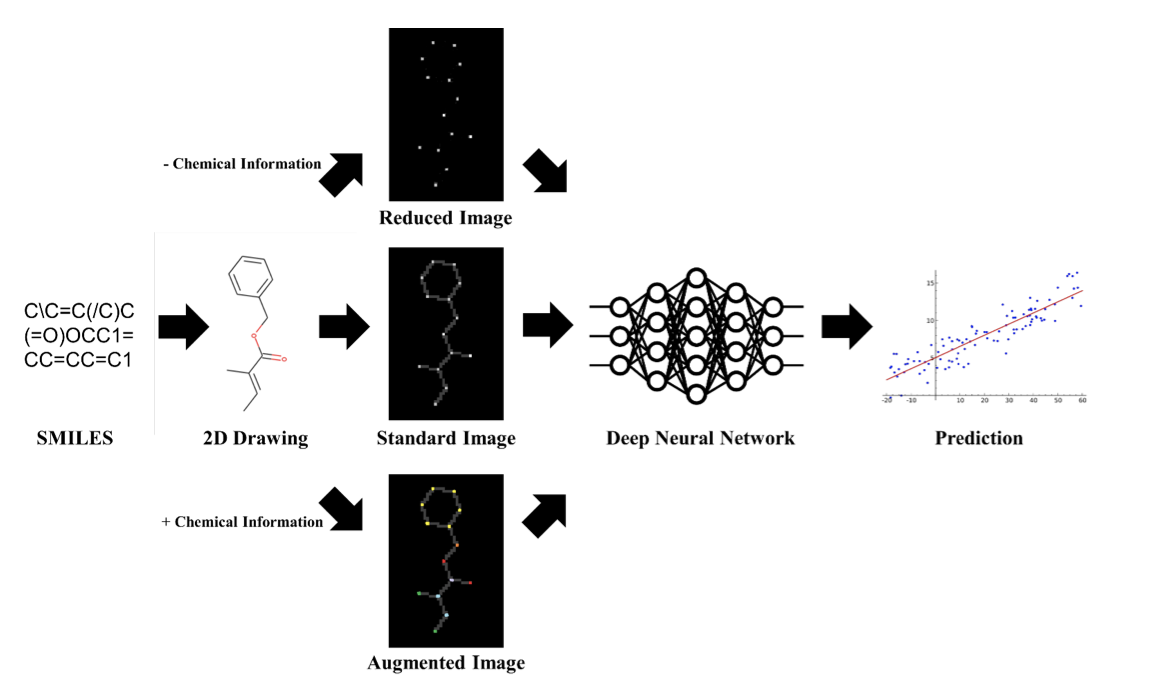 - Chemical Information
Reduced Image
C\C=C(/C)C
(=O)OCC1=
CC=CC=C1
O
O
15
10
-20 -10 10 20 30 40 50 60
SMILES
2D Drawing
Standard Image
Deep Neural Network
Prediction
+ Chemical Information
Augmented Image